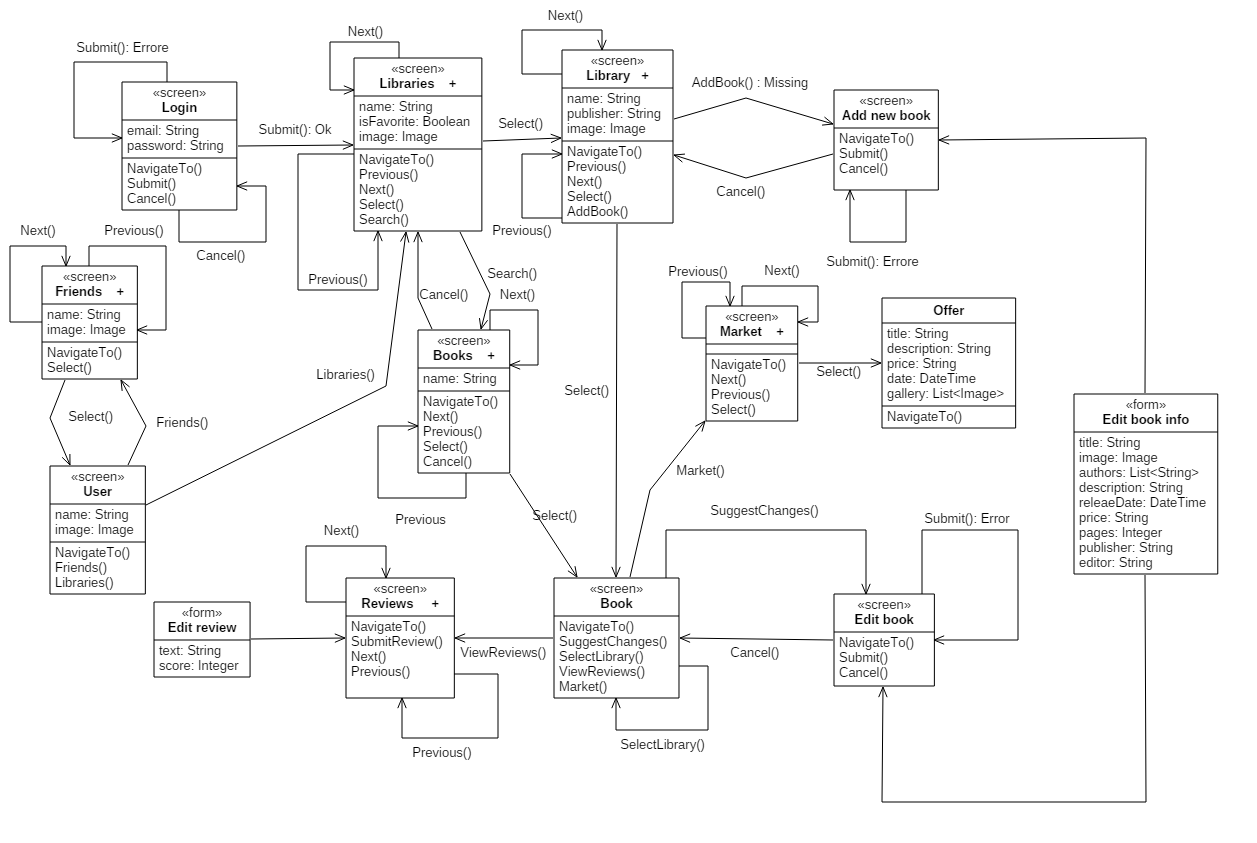 Next()
Submit(): Errore
Next()
«screen»
Login
email: String
password: String
NavigateTo()
Submit()
Cancel()
Cancel()
Submit(): Ok
«screen»
Libraries +
name: String
isFavorite: Boolean
image: Image
NavigateTo()
Previous()
Next()
Select()
Search()
Previous()
Select()
«screen»
Library +
name: String
publisher: String
image: Image
NavigateTo()
Previous()
Next()
Select()
AddBook()
Previous()
AddBook() : Missing
Cancel()
«screen»
Add new book
NavigateTo()
Submit()
Cancel()
Submit(): Errore
Next()
Previous()
«screen»
Friends +
name: String
image: Image
NavigateTo()
Select()
Select()
Friends()
«screen»
User
name: String
image: Image
NavigateTo()
Friends()
Libraries()
Libraries()
Cancel()
Search()
Next()
«screen»
Books +
name: String
NavigateTo()
Next()
Previous()
Select()
Cancel()
Previous
Select()
Select()
Previous()
Next()
«screen»
Market +
NavigateTo()
Next()
Previous()
Select()
Select()
Offer
title: String
description: String
price: String
date: DateTime
gallery: List<Image>
NavigateTo()
Market()
«form»
Edit book info
title: String
image: Image
authors: List<String>
description: String
releaeDate: DateTime
price: String
pages: Integer
publisher: String
editor: String
SuggestChanges()
Submit(): Error
Next()
«form»
Edit review
text: String
score: Integer
«screen»
Reviews +
NavigateTo()
SubmitReview()
Next()
Previous()
Previous()
ViewReviews()
«screen»
Book
NavigateTo()
SuggestChanges()
SelectLibrary()
ViewReviews()
Market()
SelectLibrary()
Cancel()
«screen»
Edit book
NavigateTo()
Submit()
Cancel()